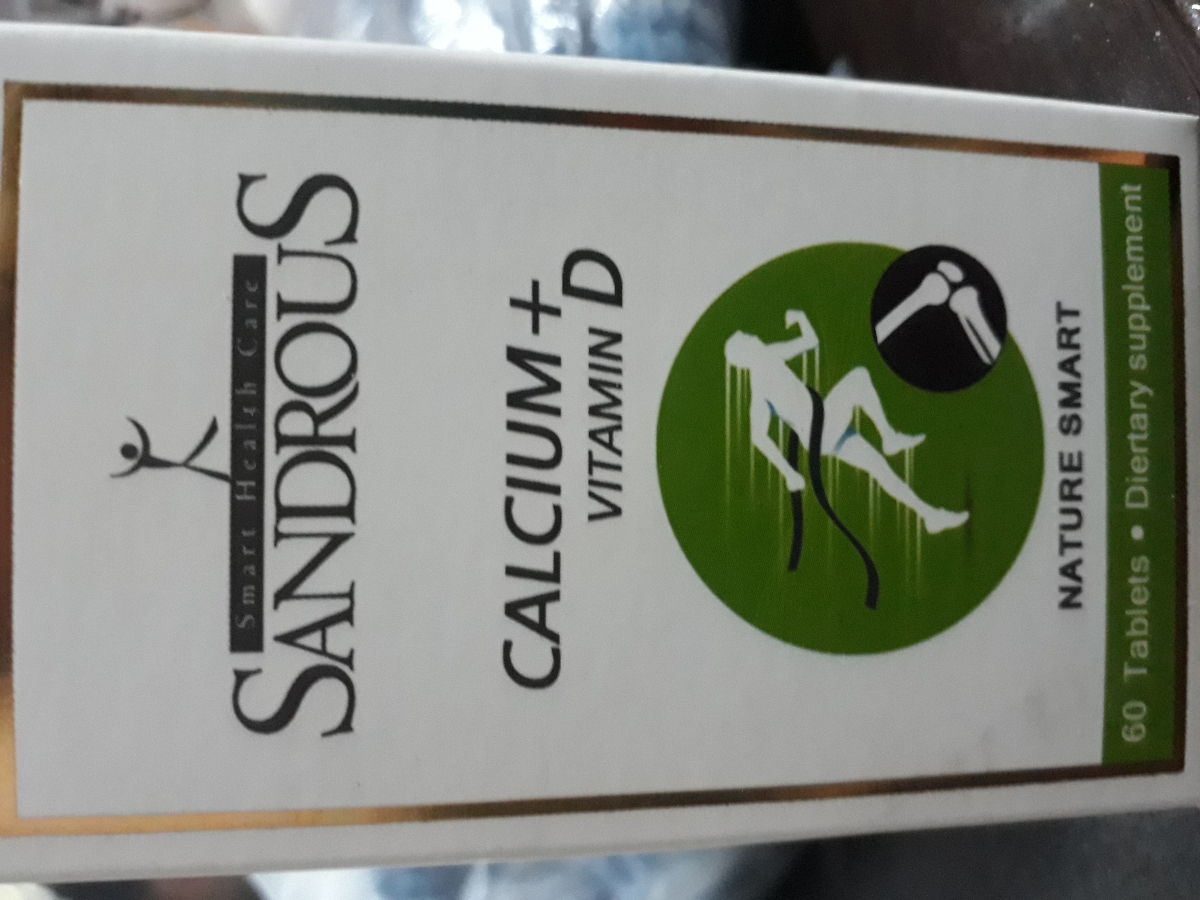 Smart Health Care
SANDROUS
CALCIUM+
VITAMIN D
NATURE SMART
60 Tablets • Diertary supplement